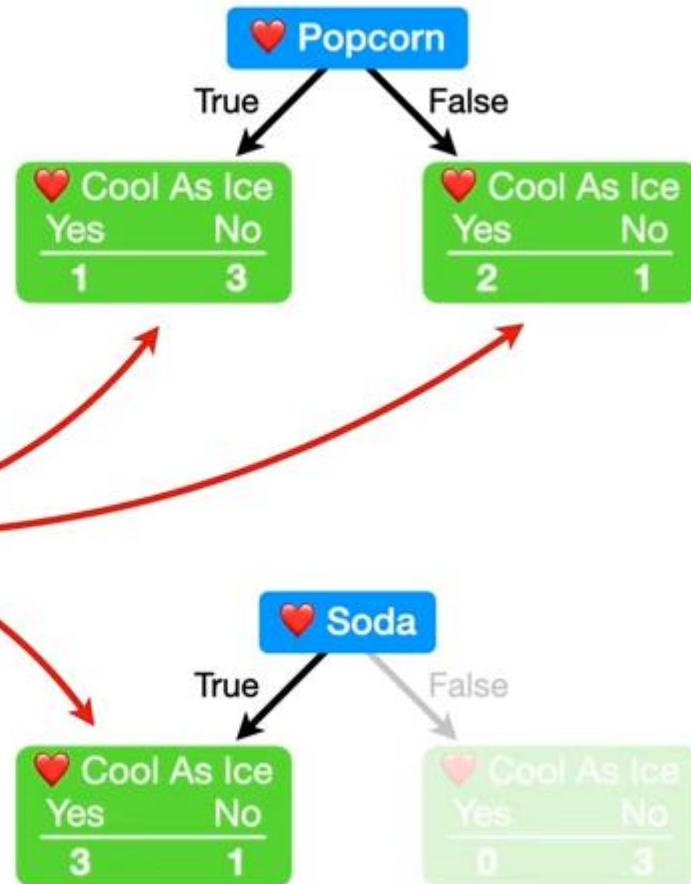 ❤️ Popcorn
True False
❤️ Cool As Ice
Yes No
1 3
❤️ Cool As Ice
Yes No
2 1
❤️ Soda
True False
❤️ Cool As Ice
Yes No
3 1
❤️ Cool As Ice
Yes No
0 3